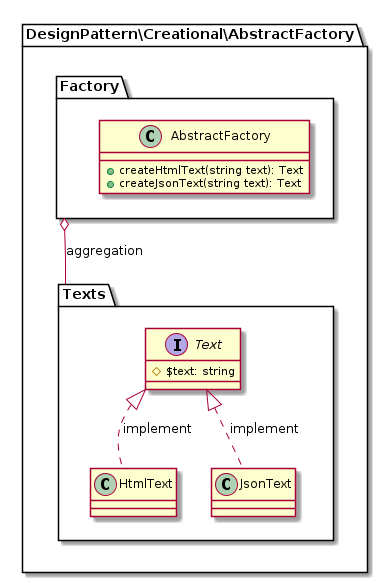 DesignPattern\Creational\AbstractFactory
Factory
C AbstractFactory
createHtmlText(string text): Text
createJsonText(string text): Text
aggregation
Texts
I Text
$text: string
implement
implement
C HtmlText
C JsonText